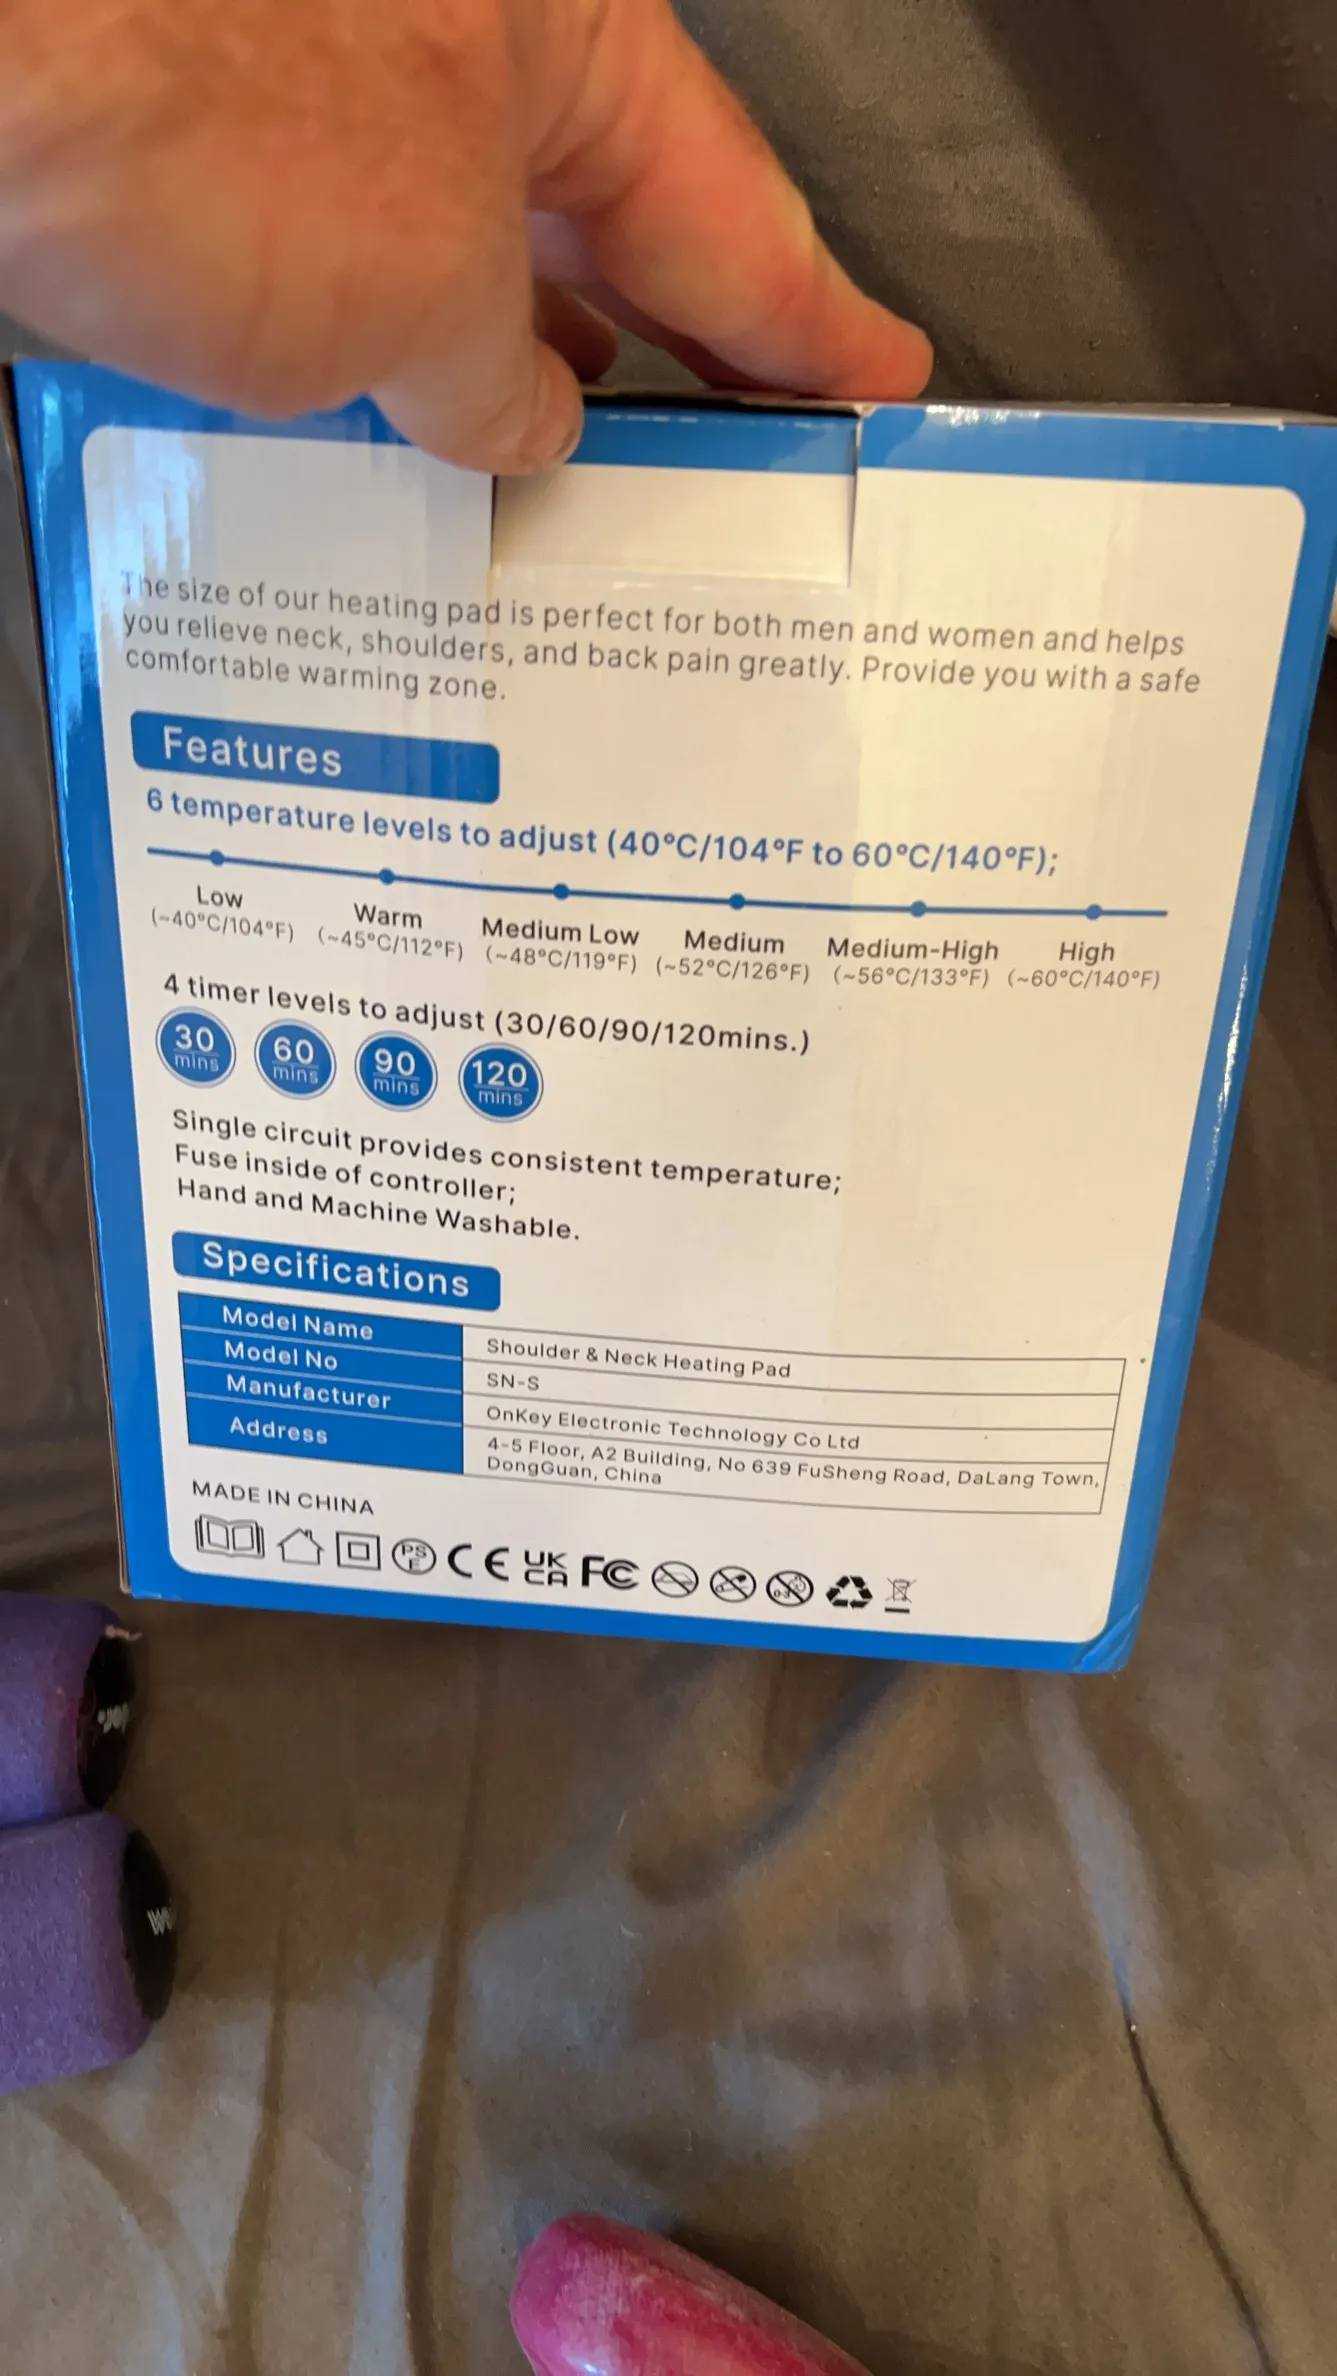 The size of our heating pad is perfect for both men and women and helps
you relieve neck, shoulders, and back pain greatly. Provide you with a safe
comfortable warming zone.
Features
6 temperature levels to adjust (40°C/104°F to 60°C/140°F);
Low Warm Medium Low Medium Medium-High High
(~40°C/104°F) (~45°C/112°F) (~48°C/119°F) (~52°C/126°F) (~56°C/133°F) (~60°C/140°F)
4 timer levels to adjust (30/60/90/120mins.)
30 60 90 120
mins mins mins mins
Single circuit provides consistent temperature;
Fuse inside of controller;
Hand and Machine Washable.
Specifications
Model Name Shoulder & Neck Heating Pad
Model No SN-S
Manufacturer OnKey Electronic Technology Co Ltd
Address 4-5 Floor, A2 Building, No 639 FuSheng Road, DaLang Town,
DongGuan, China
MADE IN CHINA
PS E CE UK CA FC 0-3